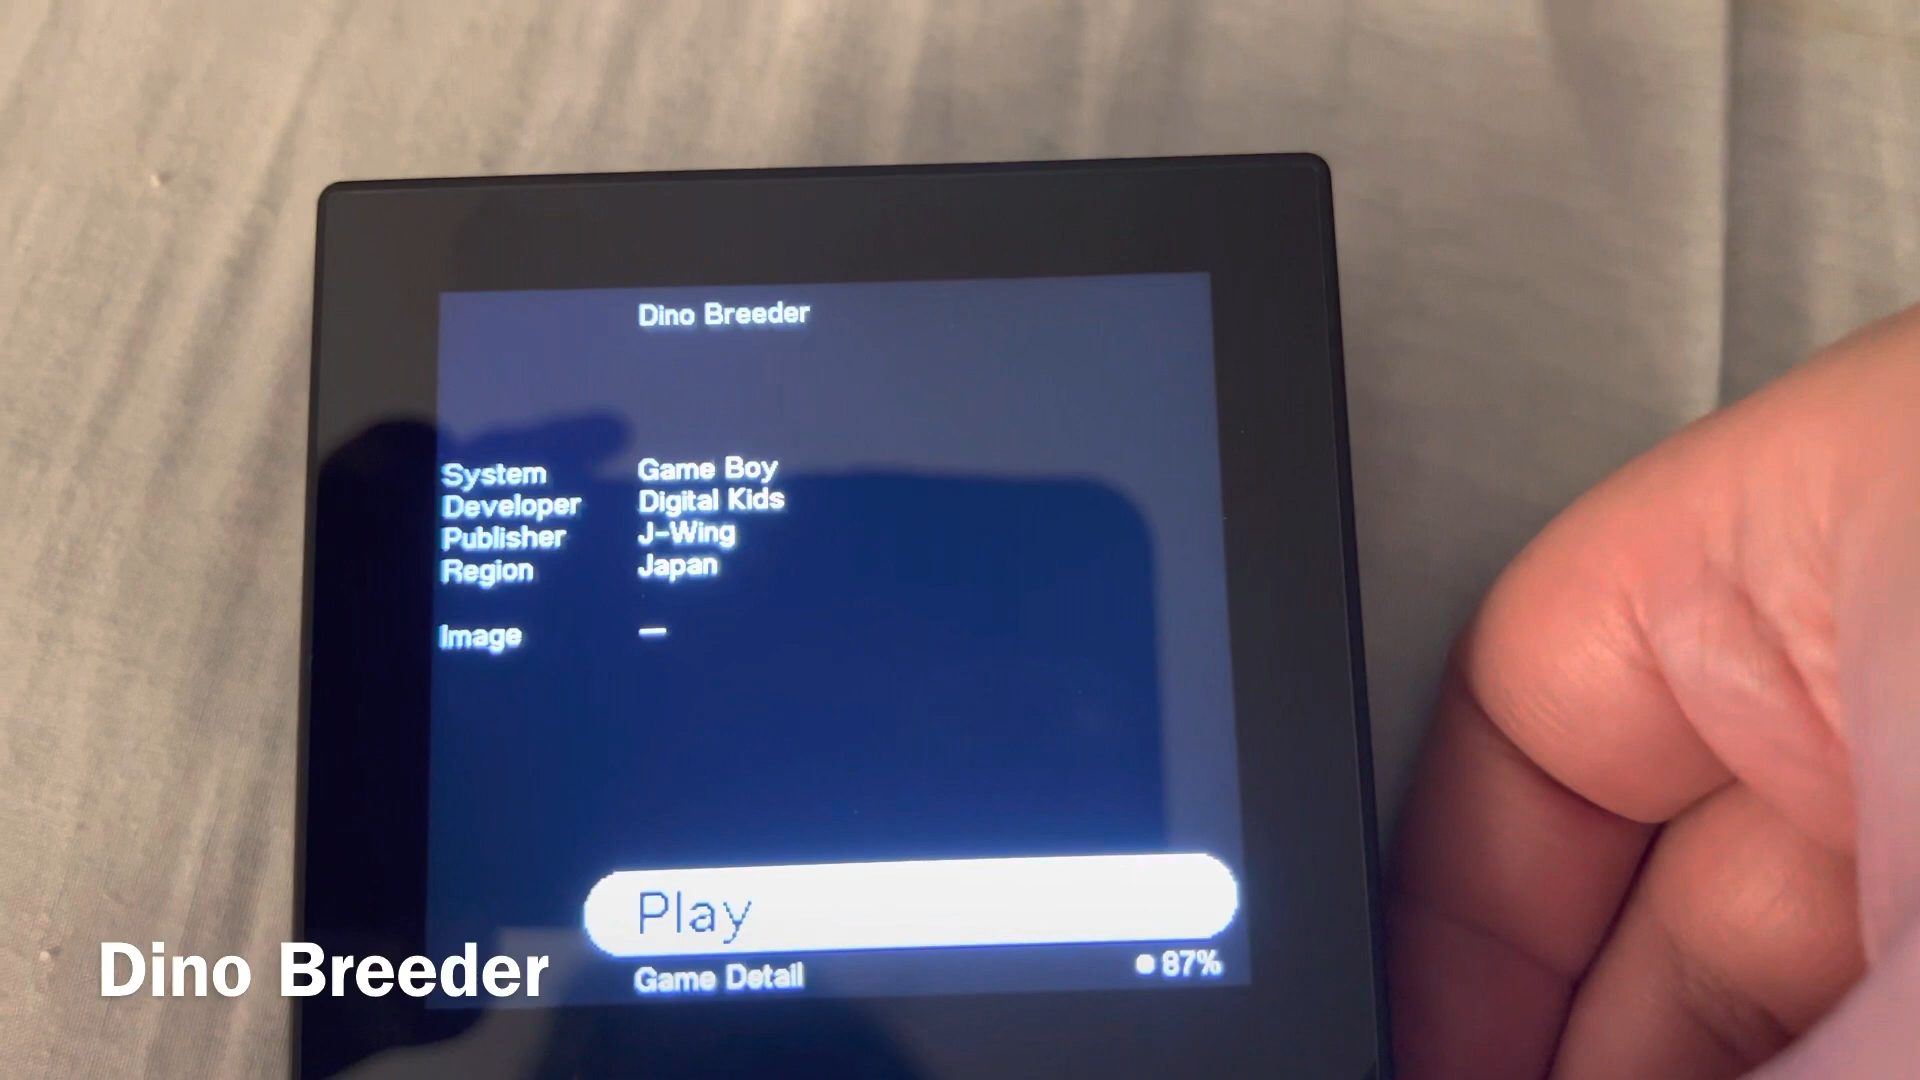 Dino Breeder
System Game Boy
Developer Digital Kids
Publisher J-Wing
Region Japan
Image —
Play
Game Detail 87%
Dino Breeder